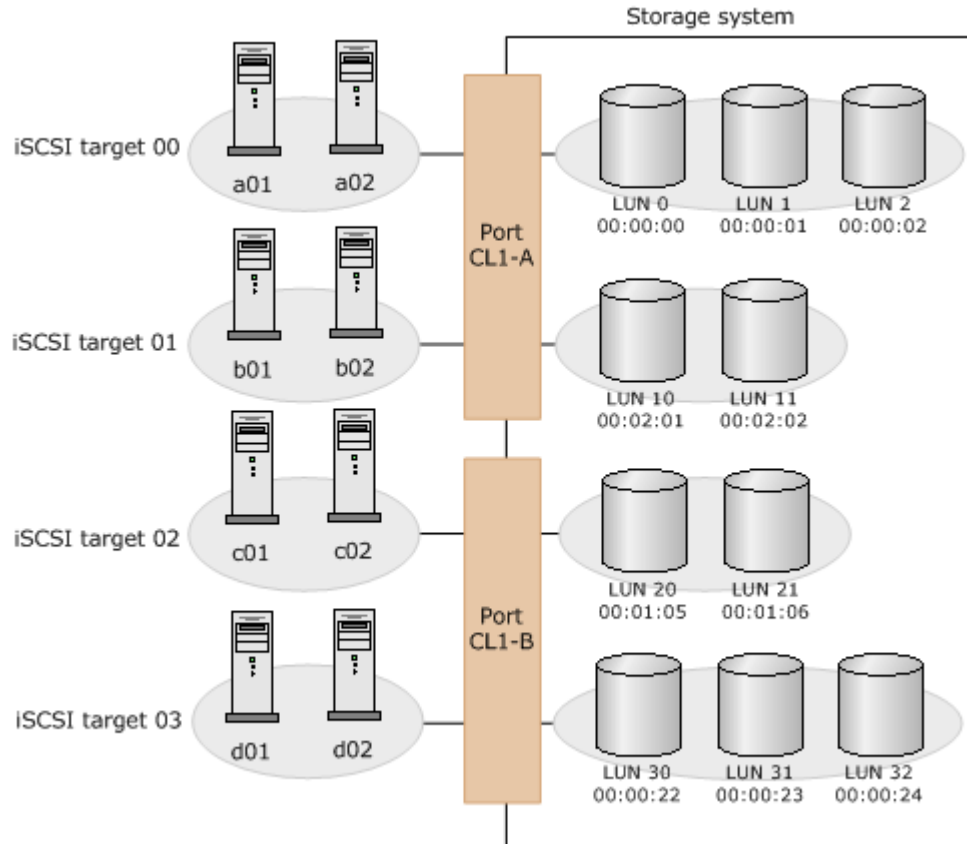 Storage system
iSCSI target 00
a01
a02
LUN 0
00:00:00
LUN 1
00:00:01
LUN 2
00:00:02
Port
CL1-A
iSCSI target 01
b01
b02
LUN 10
00:02:01
LUN 11
00:02:02
iSCSI target 02
c01
c02
LUN 20
00:01:05
LUN 21
00:01:06
Port
CL1-B
iSCSI target 03
d01
d02
LUN 30
00:00:22
LUN 31
00:00:23
LUN 32
00:00:24